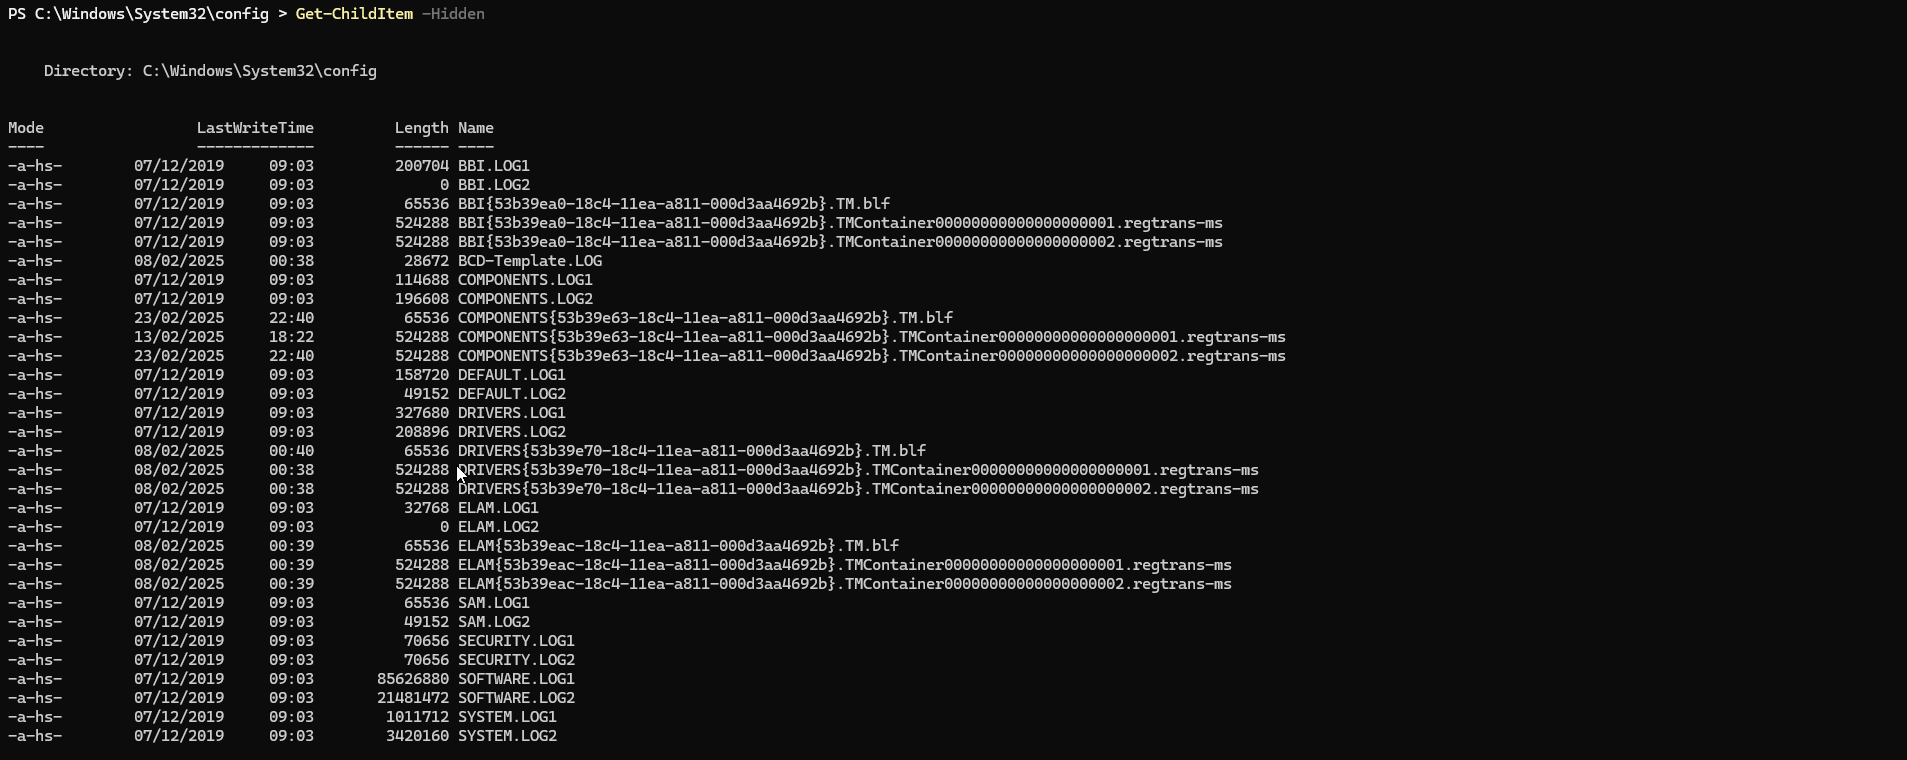 PS C:\Windows\System32\config > Get-ChildItem -Hidden
Directory: C:\Windows\System32\config
Mode LastWriteTime Length Name
---- ------------- ------ ----
-a-hs- 07/12/2019 09:03 200704 BBI.LOG1
-a-hs- 07/12/2019 09:03 0 BBI.LOG2
-a-hs- 07/12/2019 09:03 65536 BBI{53b39ea0-18c4-11ea-a811-000d3aa4692b}.TM.blf
-a-hs- 07/12/2019 09:03 524288 BBI{53b39ea0-18c4-11ea-a811-000d3aa4692b}.TMContainer00000000000000000001.regtrans-ms
-a-hs- 07/12/2019 09:03 524288 BBI{53b39ea0-18c4-11ea-a811-000d3aa4692b}.TMContainer00000000000000000002.regtrans-ms
-a-hs- 08/02/2025 00:38 28672 BCD-Template.LOG
-a-hs- 07/12/2019 09:03 114688 COMPONENTS.LOG1
-a-hs- 07/12/2019 09:03 196608 COMPONENTS.LOG2
-a-hs- 23/02/2025 22:40 65536 COMPONENTS{53b39e63-18c4-11ea-a811-000d3aa4692b}.TM.blf
-a-hs- 13/02/2025 18:22 524288 COMPONENTS{53b39e63-18c4-11ea-a811-000d3aa4692b}.TMContainer00000000000000000001.regtrans-ms
-a-hs- 23/02/2025 22:40 524288 COMPONENTS{53b39e63-18c4-11ea-a811-000d3aa4692b}.TMContainer00000000000000000002.regtrans-ms
-a-hs- 07/12/2019 09:03 158720 DEFAULT.LOG1
-a-hs- 07/12/2019 09:03 49152 DEFAULT.LOG2
-a-hs- 07/12/2019 09:03 327680 DRIVERS.LOG1
-a-hs- 07/12/2019 09:03 208896 DRIVERS.LOG2
-a-hs- 08/02/2025 00:40 65536 DRIVERS{53b39e70-18c4-11ea-a811-000d3aa4692b}.TM.blf
-a-hs- 08/02/2025 00:38 524288 DRIVERS{53b39e70-18c4-11ea-a811-000d3aa4692b}.TMContainer00000000000000000001.regtrans-ms
-a-hs- 08/02/2025 00:38 524288 DRIVERS{53b39e70-18c4-11ea-a811-000d3aa4692b}.TMContainer00000000000000000002.regtrans-ms
-a-hs- 07/12/2019 09:03 32768 ELAM.LOG1
-a-hs- 07/12/2019 09:03 0 ELAM.LOG2
-a-hs- 08/02/2025 00:39 65536 ELAM{53b39eac-18c4-11ea-a811-000d3aa4692b}.TM.blf
-a-hs- 08/02/2025 00:39 524288 ELAM{53b39eac-18c4-11ea-a811-000d3aa4692b}.TMContainer00000000000000000001.regtrans-ms
-a-hs- 08/02/2025 00:39 524288 ELAM{53b39eac-18c4-11ea-a811-000d3aa4692b}.TMContainer00000000000000000002.regtrans-ms
-a-hs- 07/12/2019 09:03 65536 SAM.LOG1
-a-hs- 07/12/2019 09:03 49152 SAM.LOG2
-a-hs- 07/12/2019 09:03 70656 SECURITY.LOG1
-a-hs- 07/12/2019 09:03 70656 SECURITY.LOG2
-a-hs- 07/12/2019 09:03 85626880 SOFTWARE.LOG1
-a-hs- 07/12/2019 09:03 21481472 SOFTWARE.LOG2
-a-hs- 07/12/2019 09:03 1011712 SYSTEM.LOG1
-a-hs- 07/12/2019 09:03 3420160 SYSTEM.LOG2